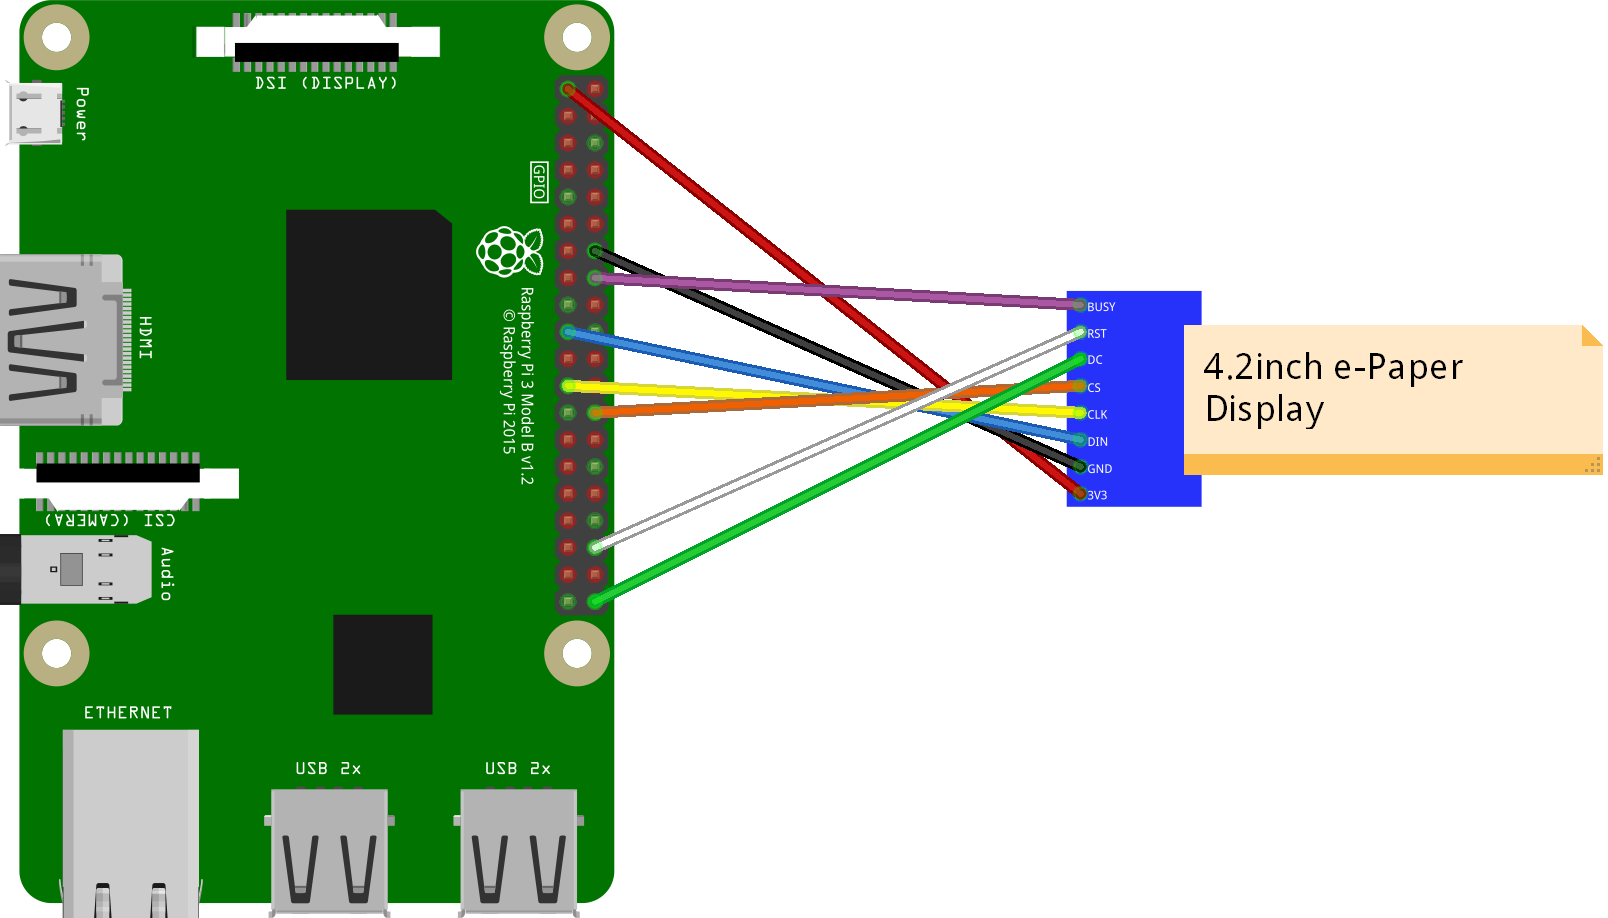 DSI (DISPLAY)
Power
GPIO
HDMI
Raspberry Pi 3 Model B v1.2
© Raspberry Pi 2015
CSI (CAMERA)
Audio
ETHERNET
USB 2x
USB 2x
BUSY
RST
DC
CS
CLK
DIN
GND
3V3
4.2inch e-Paper
Display